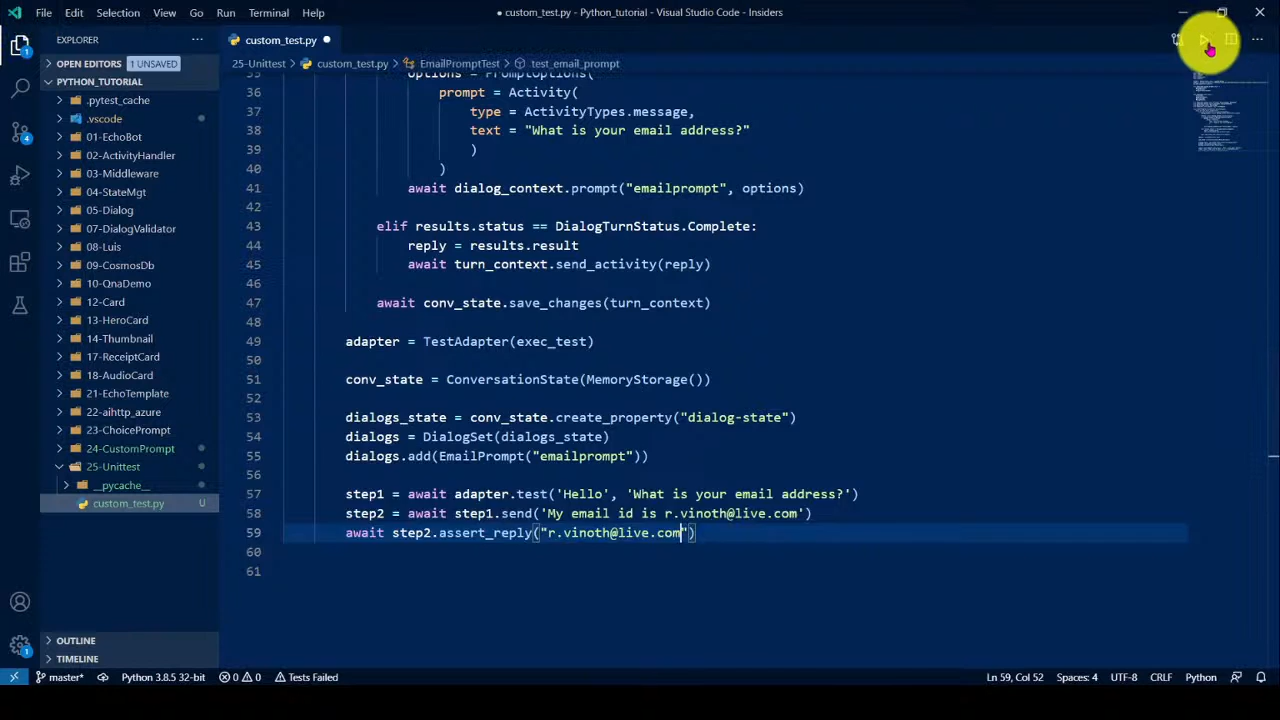 File Edit Selection View Go Run Terminal Help
● custom_test.py - Python_tutorial - Visual Studio Code - Insiders
EXPLORER
custom_test.py
OPEN EDITORS 1 UNSAVED
25-Unittest > custom_test.py > EmailPromptTest > test_email_prompt
PYTHON_TUTORIAL
.pytest_cache
.vscode
01-EchoBot
02-ActivityHandler
03-Middleware
04-StateMgt
05-Dialog
07-DialogValidator
08-Luis
09-CosmosDb
10-QnaDemo
12-Card
13-HeroCard
14-Thumbnail
17-ReceiptCard
18-AudioCard
21-EchoTemplate
22-aihttp_azure
23-ChoicePrompt
24-CustomPrompt
25-Unittest
__pycache__
custom_test.py U
OUTLINE
TIMELINE
1
4
1
35 options = PromptOptions(
36 prompt = Activity(
37 type = ActivityTypes.message,
38 text = "What is your email address?"
39 )
40 )
41 await dialog_context.prompt("emailprompt", options)
42
43 elif results.status == DialogTurnStatus.Complete:
44 reply = results.result
45 await turn_context.send_activity(reply)
46
47 await conv_state.save_changes(turn_context)
48
49 adapter = TestAdapter(exec_test)
50
51 conv_state = ConversationState(MemoryStorage())
52
53 dialogs_state = conv_state.create_property("dialog-state")
54 dialogs = DialogSet(dialogs_state)
55 dialogs.add(EmailPrompt("emailprompt"))
56
57 step1 = await adapter.test('Hello', 'What is your email address?')
58 step2 = await step1.send('My email id is r.vinoth@live.com')
59 await step2.assert_reply("r.vinoth@live.com")
60
61
master* Python 3.8.5 32-bit 0 0 Tests Failed Ln 59, Col 52 Spaces: 4 UTF-8 CRLF Python